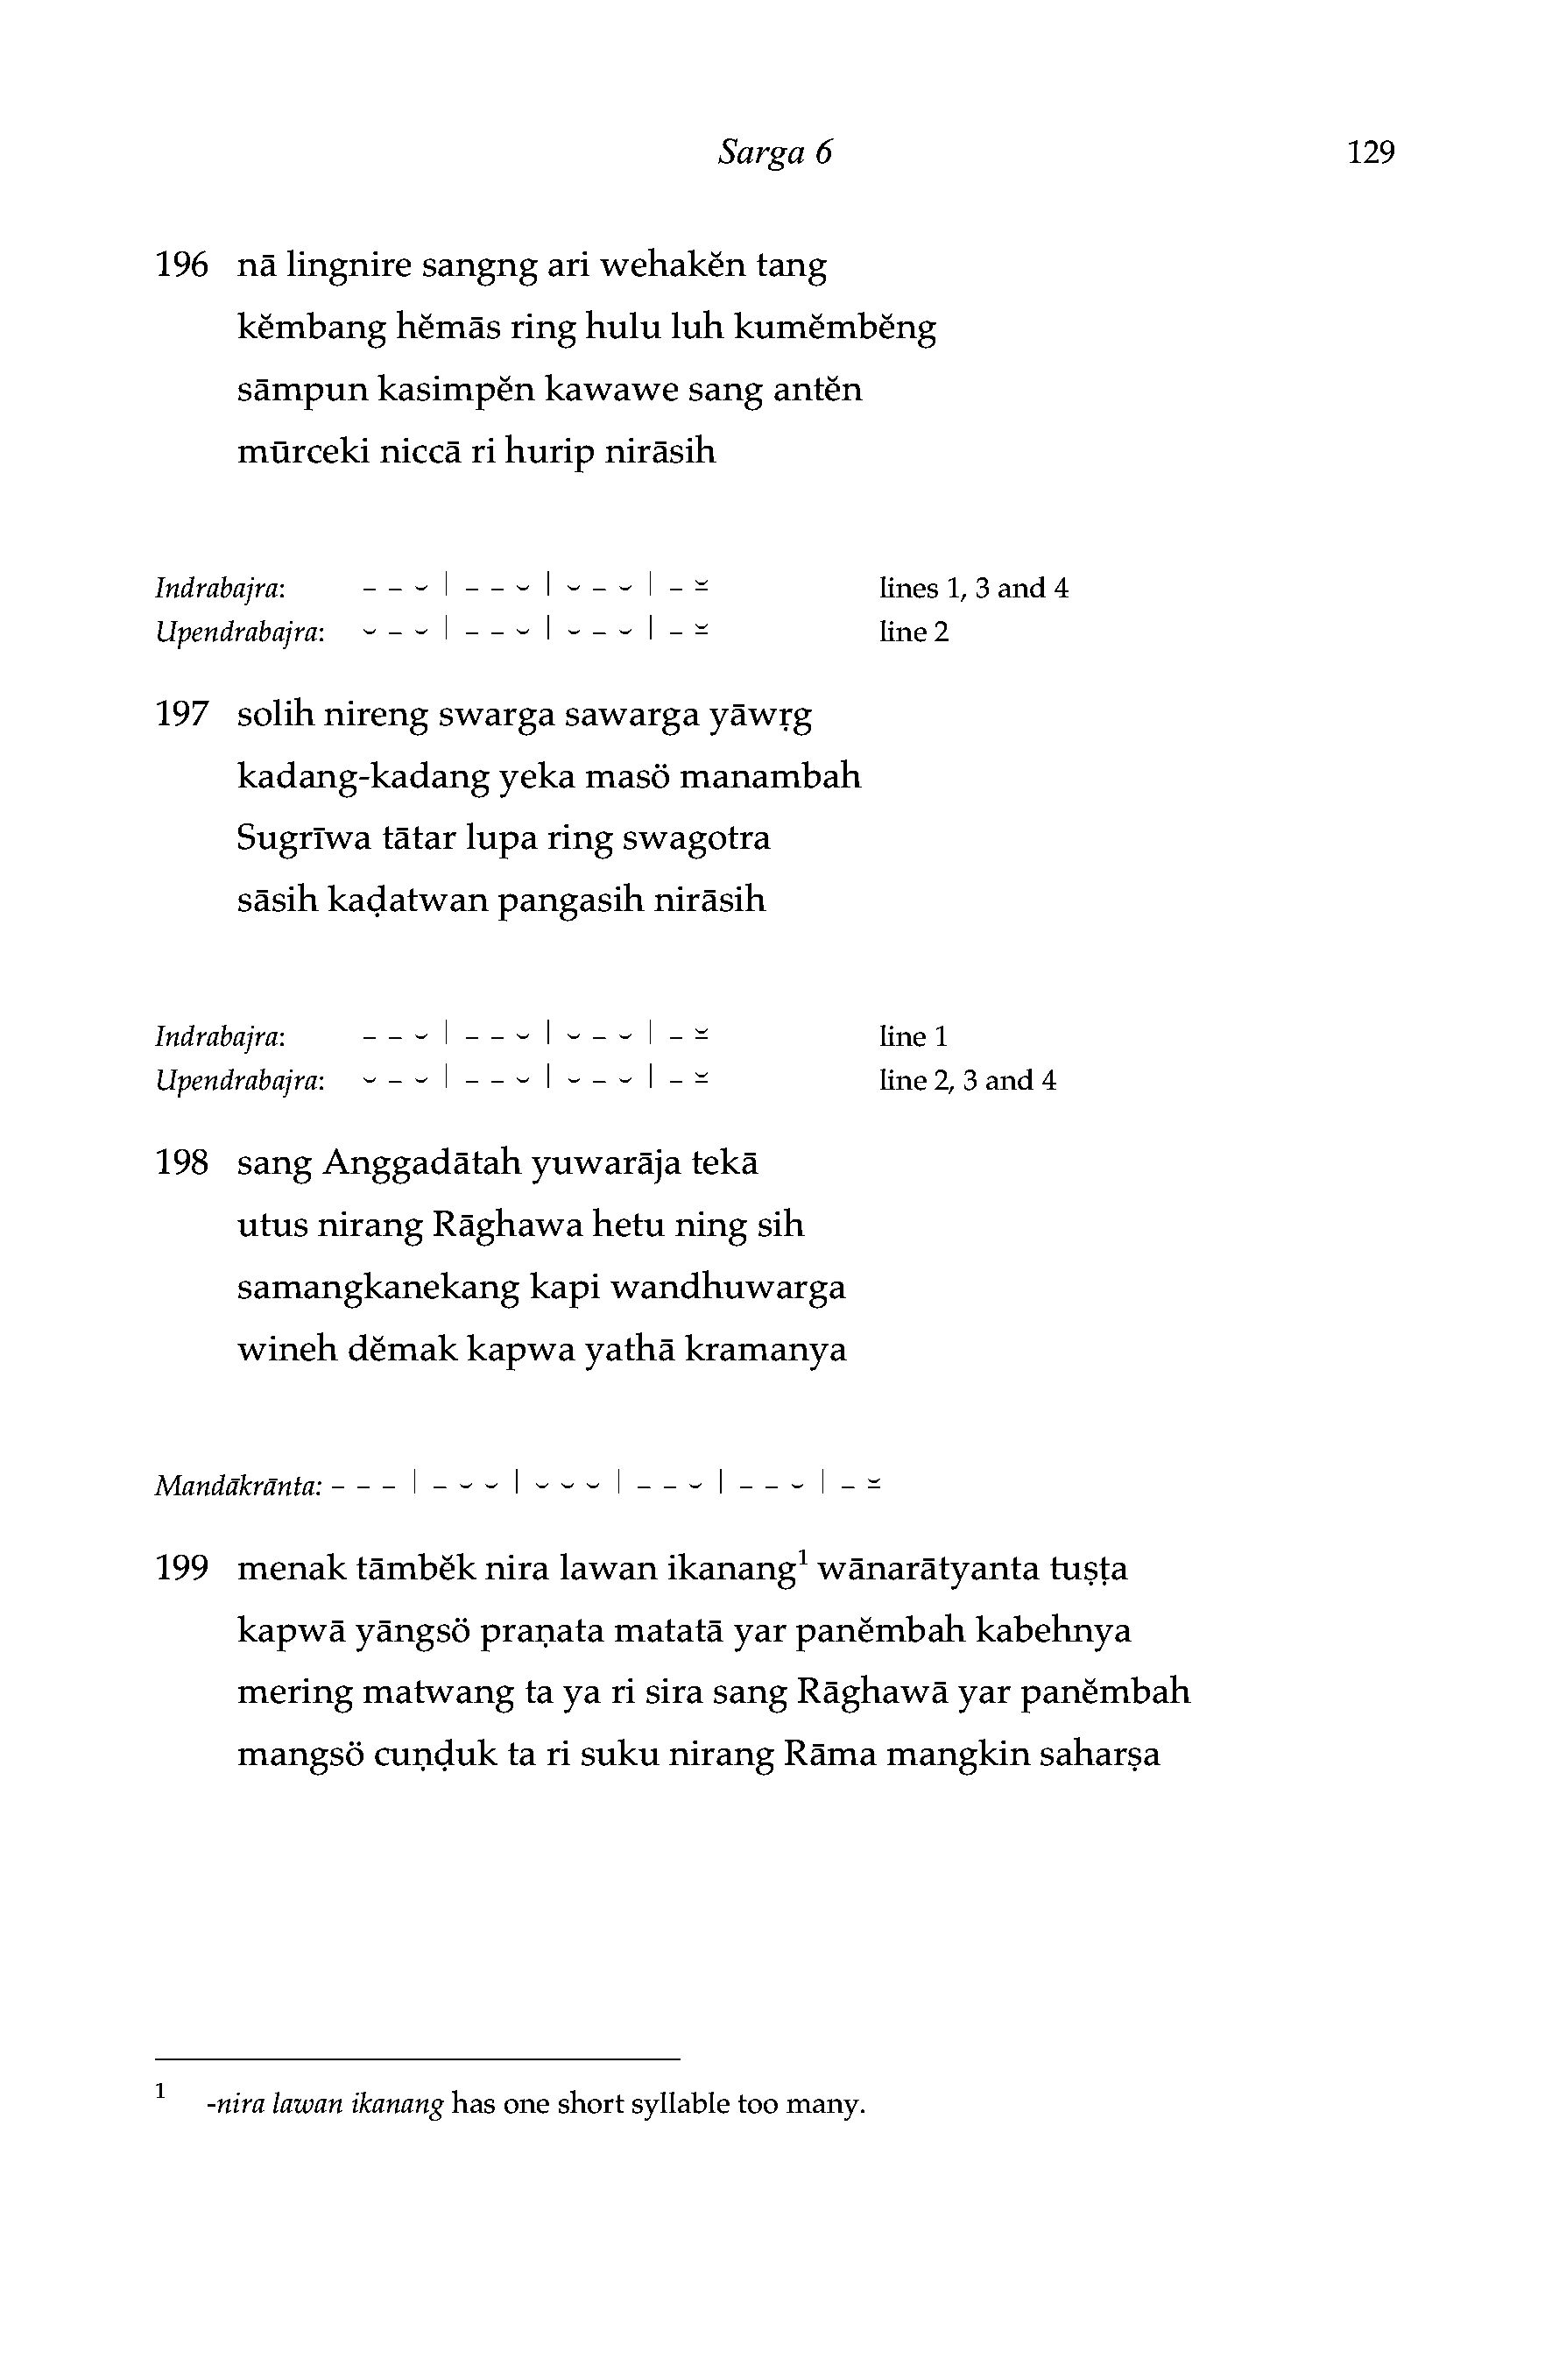 Sarga 6 129
196 nā lingnire sangng ari wehakĕn tang
kĕmbang hĕmās ring hulu luh kumĕmbĕng
sāmpun kasimpĕn kawawe sang antĕn
mūrceki niccā ri hurip nirāsih
Indrabajra: – – ⏑ | – – ⏑ | ⏑ – ⏑ | – ⏓ lines 1, 3 and 4
Upendrabajra: ⏑ – ⏑ | – – ⏑ | ⏑ – ⏑ | – ⏓ line 2
197 solih nireng swarga sawarga yāwṛg
kadang-kadang yeka masö manambah
Sugrīwa tātar lupa ring swagotra
sāsih kaḍatwan pangasih nirāsih
Indrabajra: – – ⏑ | – – ⏑ | ⏑ – ⏑ | – ⏓ line 1
Upendrabajra: ⏑ – ⏑ | – – ⏑ | ⏑ – ⏑ | – ⏓ line 2, 3 and 4
198 sang Anggadātah yuwarāja tekā
utus nirang Rāghawa hetu ning sih
samangkanekang kapi wandhuwarga
wineh dĕmak kapwa yathā kramanya
Mandākrānta: – – – | – ⏑ ⏑ | ⏑ ⏑ ⏑ | – – ⏑ | – – ⏑ | – ⏓
199 menak tāmbĕk nira lawan ikanang¹ wānarātyanta tuṣṭa
kapwā yāngsö praṇata matatā yar panĕmbah kabehnya
mering matwang ta ya ri sira sang Rāghawā yar panĕmbah
mangsö cuṇḍuk ta ri suku nirang Rāma mangkin saharṣa
¹ -nira lawan ikanang has one short syllable too many.